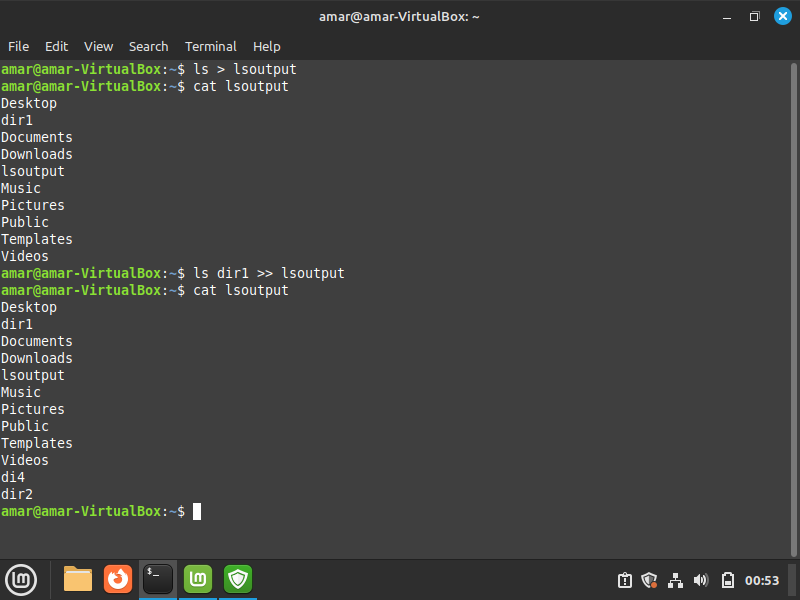 amar@amar-VirtualBox: ~
File Edit View Search Terminal Help
amar@amar-VirtualBox:~$ ls > lsoutput
amar@amar-VirtualBox:~$ cat lsoutput
Desktop
dir1
Documents
Downloads
lsoutput
Music
Pictures
Public
Templates
Videos
amar@amar-VirtualBox:~$ ls dir1 >> lsoutput
amar@amar-VirtualBox:~$ cat lsoutput
Desktop
dir1
Documents
Downloads
lsoutput
Music
Pictures
Public
Templates
Videos
di4
dir2
amar@amar-VirtualBox:~$
$_
00:53